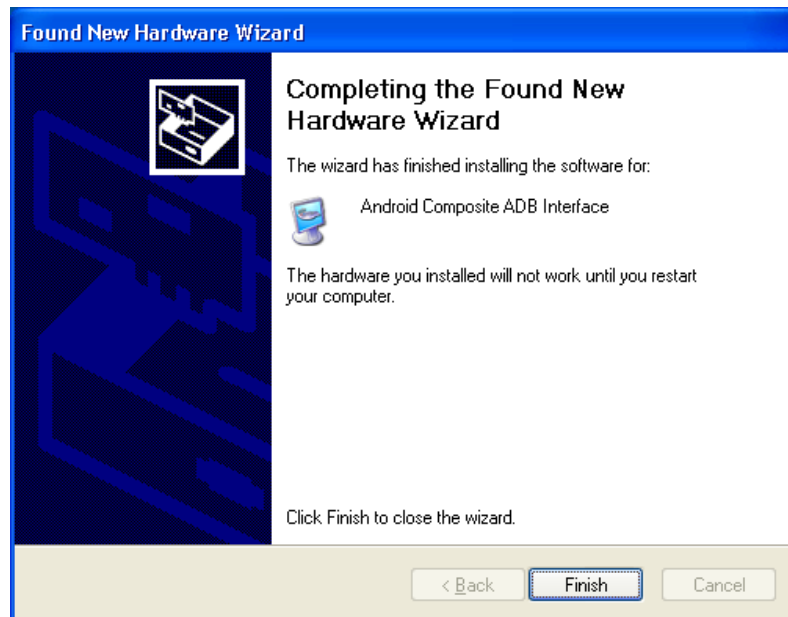 Found New Hardware Wizard
Completing the Found New
Hardware Wizard
The wizard has finished installing the software for:
Android Composite ADB Interface
The hardware you installed will not work until you restart
your computer.
Click Finish to close the wizard.
< Back Finish Cancel